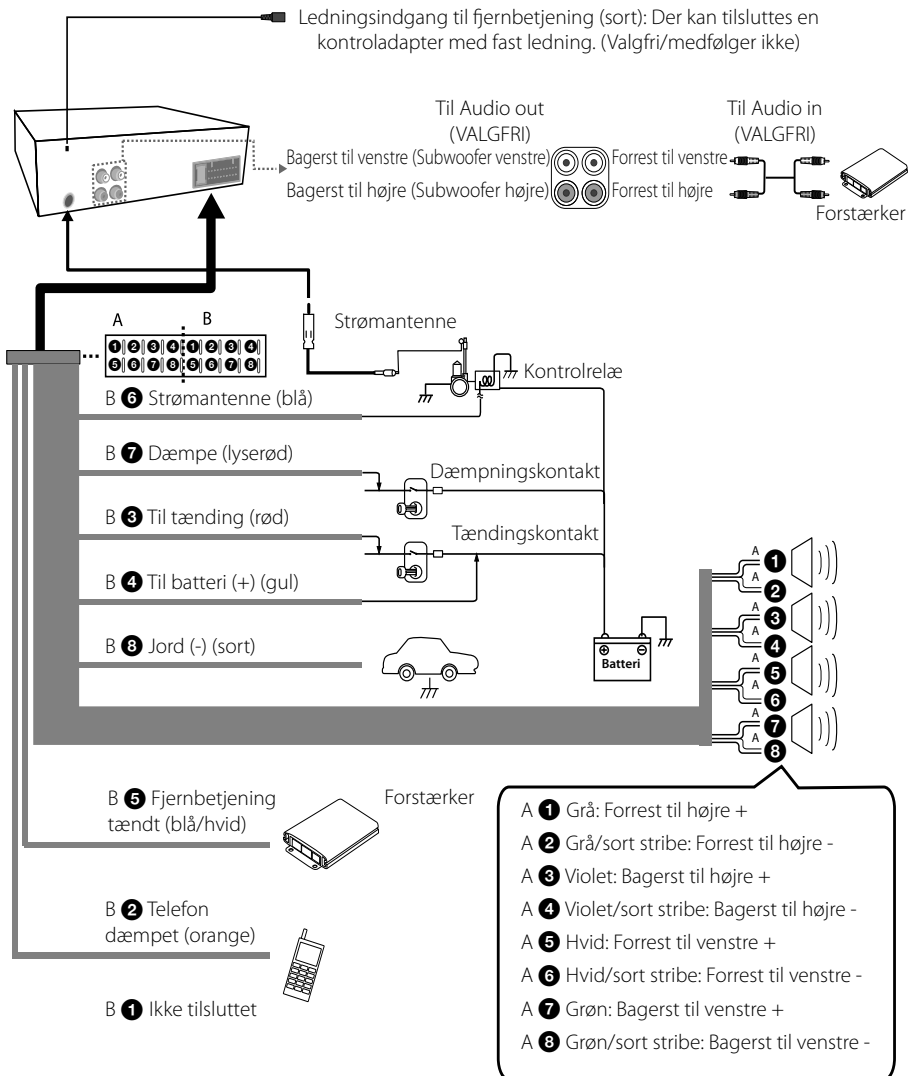 Ledningsindgang til fjernbetjening (sort): Der kan tilsluttes en
kontroladapter med fast ledning. (Valgfri/medfølger ikke)
Til Audio out
(VALGFRI)
Til Audio in
(VALGFRI)
Bagerst til venstre (Subwoofer venstre)
Forrest til venstre
Bagerst til højre (Subwoofer højre)
Forrest til højre
Forstærker
A B
1 2 3 4 1 2 3 4
5 6 7 8 5 6 7 8
Strømantenne
Kontrolrelæ
B 6 Strømantenne (blå)
B 7 Dæmpe (lyserød)
Dæmpningskontakt
B 3 Til tænding (rød)
Tændingskontakt
B 4 Til batteri (+) (gul)
B 8 Jord (-) (sort)
+ -
Batteri
A 1
A 2
A 3
A 4
A 5
A 6
A 7
A 8
B 5 Fjernbetjening
tændt (blå/hvid)
Forstærker
B 2 Telefon
dæmpet (orange)
B 1 Ikke tilsluttet
A 1 Grå: Forrest til højre +
A 2 Grå/sort stribe: Forrest til højre -
A 3 Violet: Bagerst til højre +
A 4 Violet/sort stribe: Bagerst til højre -
A 5 Hvid: Forrest til venstre +
A 6 Hvid/sort stribe: Forrest til venstre -
A 7 Grøn: Bagerst til venstre +
A 8 Grøn/sort stribe: Bagerst til venstre -